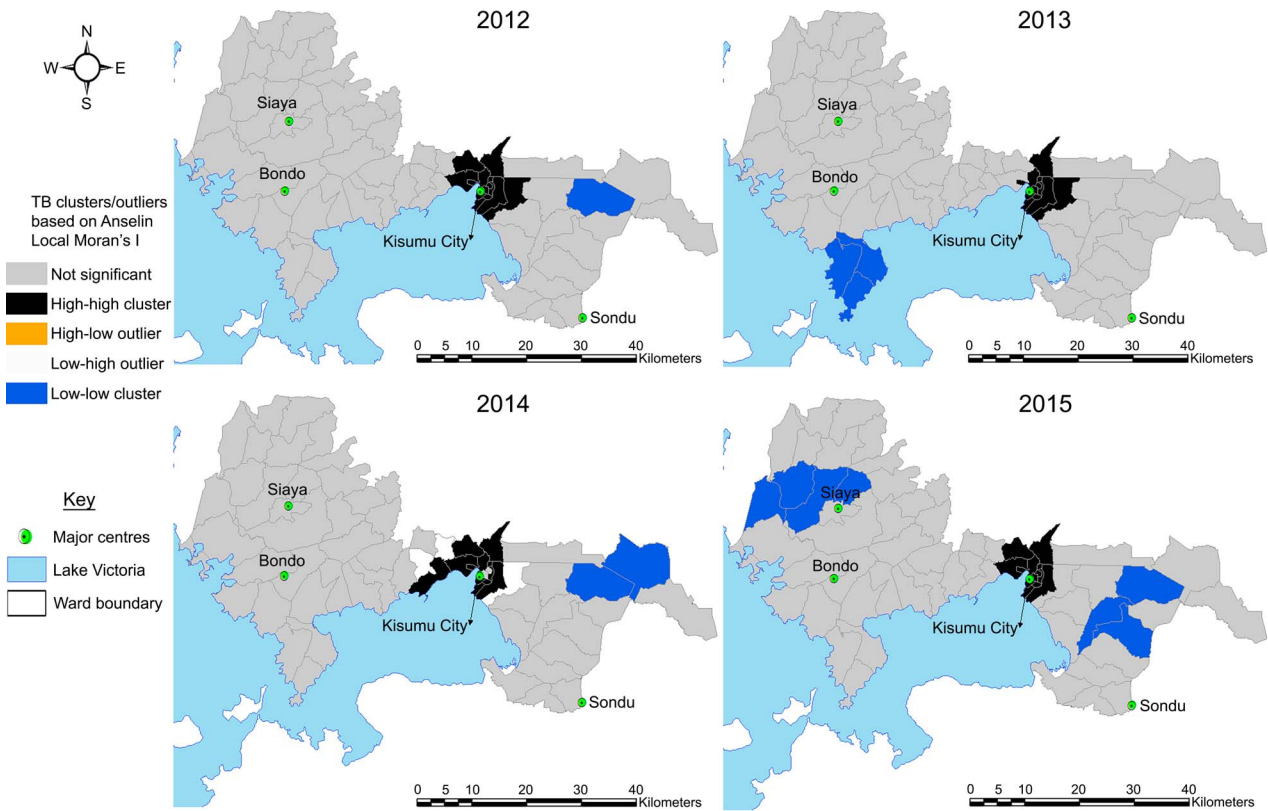 N
W E
S
TB clusters/outliers
based on Anselin
Local Moran's I
Not significant
High-high cluster
High-low outlier
Low-high outlier
Low-low cluster
Key
Major centres
Lake Victoria
Ward boundary
2012
Siaya
Bondo
Kisumu City
Sondu
0 5 10 20 30 40
Kilometers
2013
Siaya
Bondo
Kisumu City
Sondu
0 5 10 20 30 40
Kilometers
2014
Siaya
Bondo
Kisumu City
Sondu
0 5 10 20 30 40
Kilometers
2015
Siaya
Bondo
Kisumu City
Sondu
0 5 10 20 30 40
Kilometers